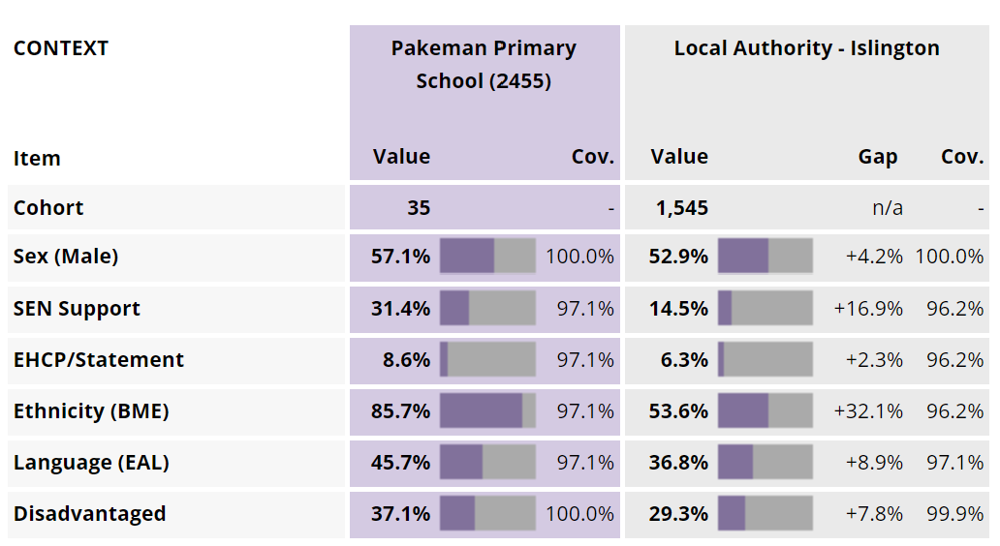 CONTEXT Pakeman Primary Local Authority - Islington
School (2455)
Item Value Cov. Value Gap Cov.
Cohort 35 - 1,545 n/a -
Sex (Male) 57.1% 100.0% 52.9% +4.2% 100.0%
SEN Support 31.4% 97.1% 14.5% +16.9% 96.2%
EHCP/Statement 8.6% 97.1% 6.3% +2.3% 96.2%
Ethnicity (BME) 85.7% 97.1% 53.6% +32.1% 96.2%
Language (EAL) 45.7% 97.1% 36.8% +8.9% 97.1%
Disadvantaged 37.1% 100.0% 29.3% +7.8% 99.9%